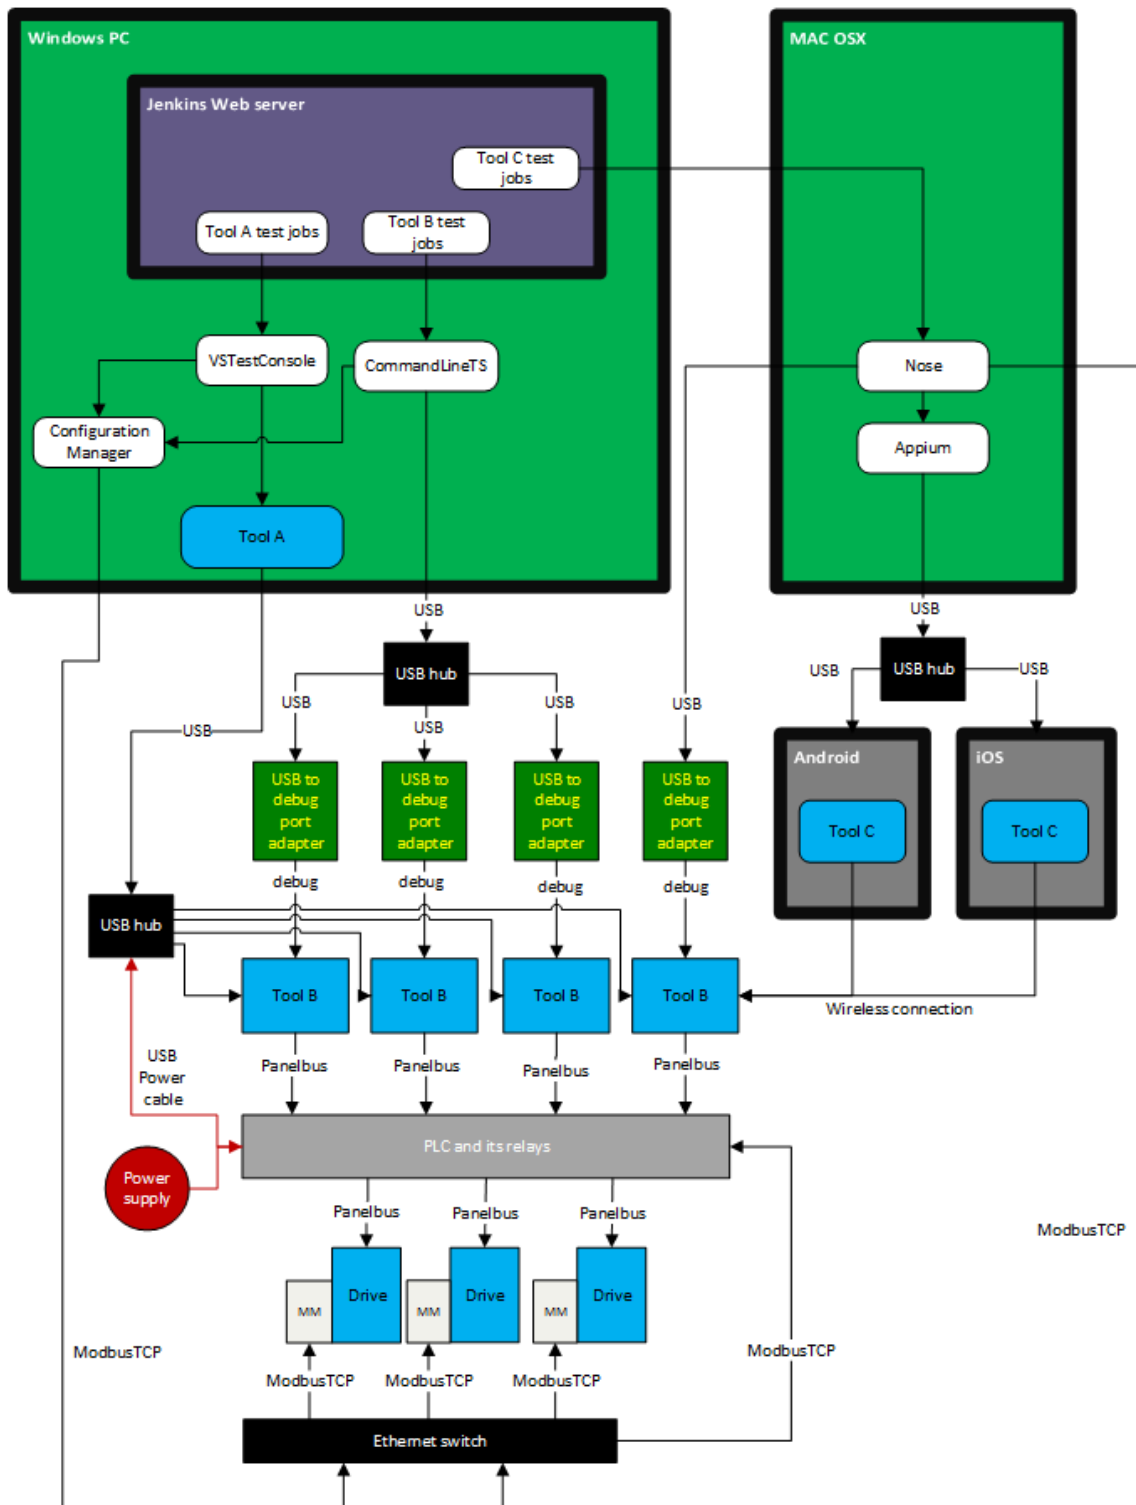 Windows PC
MAC OSX
Jenkins Web server
Tool C test
jobs
Tool A test jobs
Tool B test
jobs
VSTestConsole
CommandLineTS
Nose
Configuration
Manager
Appium
Tool A
USB
USB
USB hub
USB hub
USB
USB
USB
USB
USB
USB
USB
Android
iOS
USB to
debug
port
adapter
USB to
debug
port
adapter
USB to
debug
port
adapter
USB to
debug
port
adapter
Tool C
Tool C
debug
debug
debug
debug
USB hub
Tool B
Tool B
Tool B
Tool B
Wireless connection
USB
Power
cable
Panelbus
Panelbus
Panelbus
Panelbus
PLC and its relays
Power
supply
Panelbus
Panelbus
Panelbus
ModbusTCP
MM
Drive
MM
Drive
MM
Drive
ModbusTCP
ModbusTCP
ModbusTCP
ModbusTCP
ModbusTCP
Ethernet switch